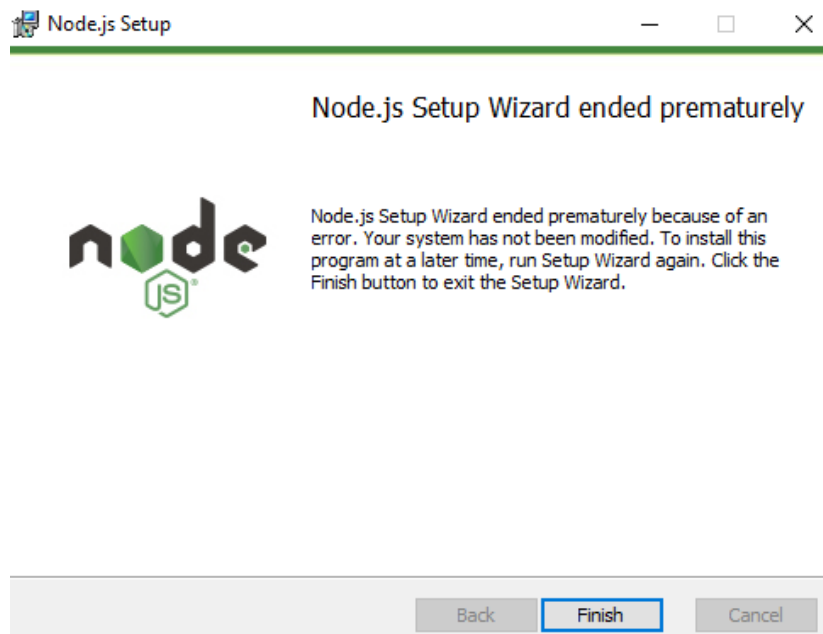 Node.js Setup
Node.js Setup Wizard ended prematurely
node
JS®
Node.js Setup Wizard ended prematurely because of an
error. Your system has not been modified. To install this
program at a later time, run Setup Wizard again. Click the
Finish button to exit the Setup Wizard.
Back Finish Cancel